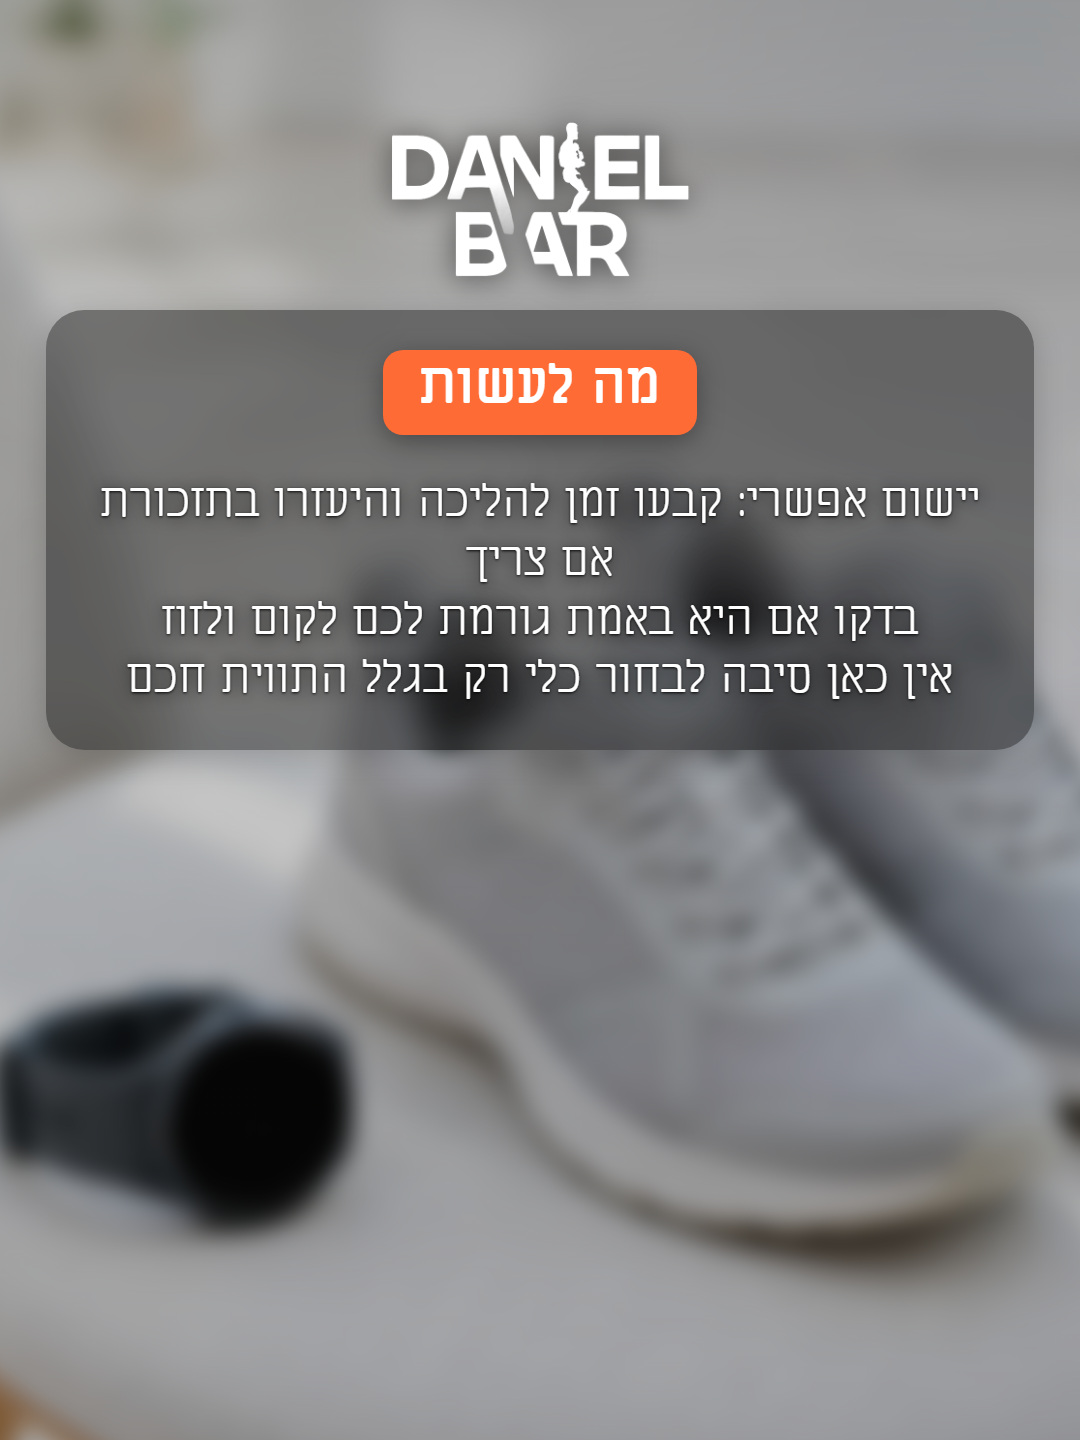 DANIEL
BAR
מה לעשות
יישום אפשרי: קבעו זמן להליכה והיעזרו בתזכורת
אם צריך
בדקו אם היא באמת גורמת לכם לקום ולזוז
אין כאן סיבה לבחור כלי רק בגלל התווית חכם